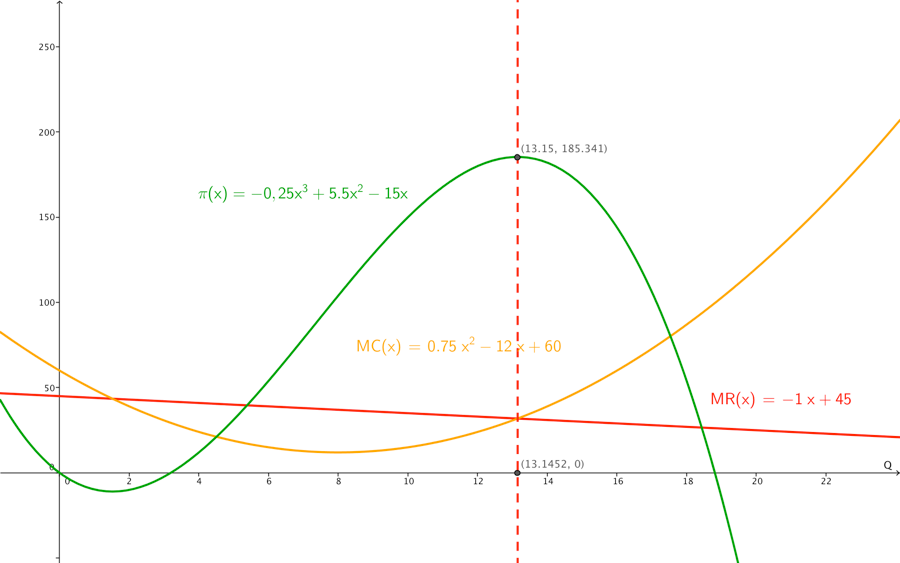 250
200
(13.15, 185.341)
π(x) = −0,25x³ + 5.5x² − 15x
150
100
MC(x) = 0.75 x² − 12 x + 60
50
MR(x) = −1 x + 45
(13.1452, 0)
Q
0
0 2 4 6 8 10 12 14 16 18 20 22